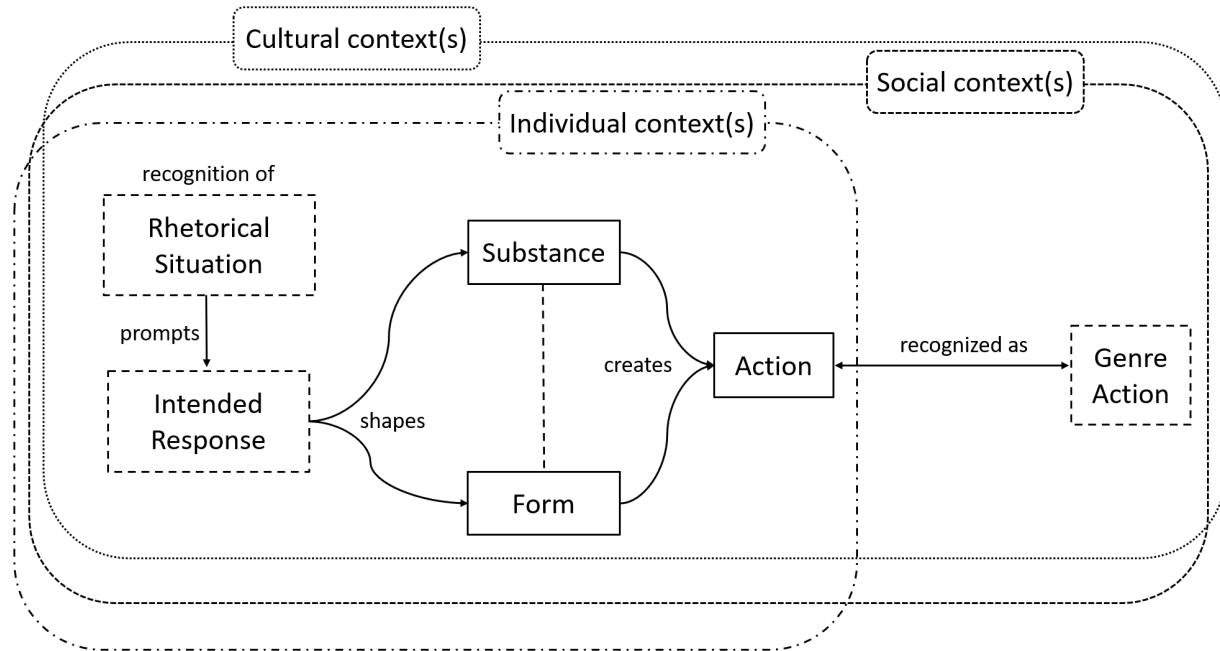 Cultural context(s)
Social context(s)
Individual context(s)
recognition of
Rhetorical
Situation
prompts
Intended
Response
shapes
Substance
Form
creates
Action
recognized as
Genre
Action